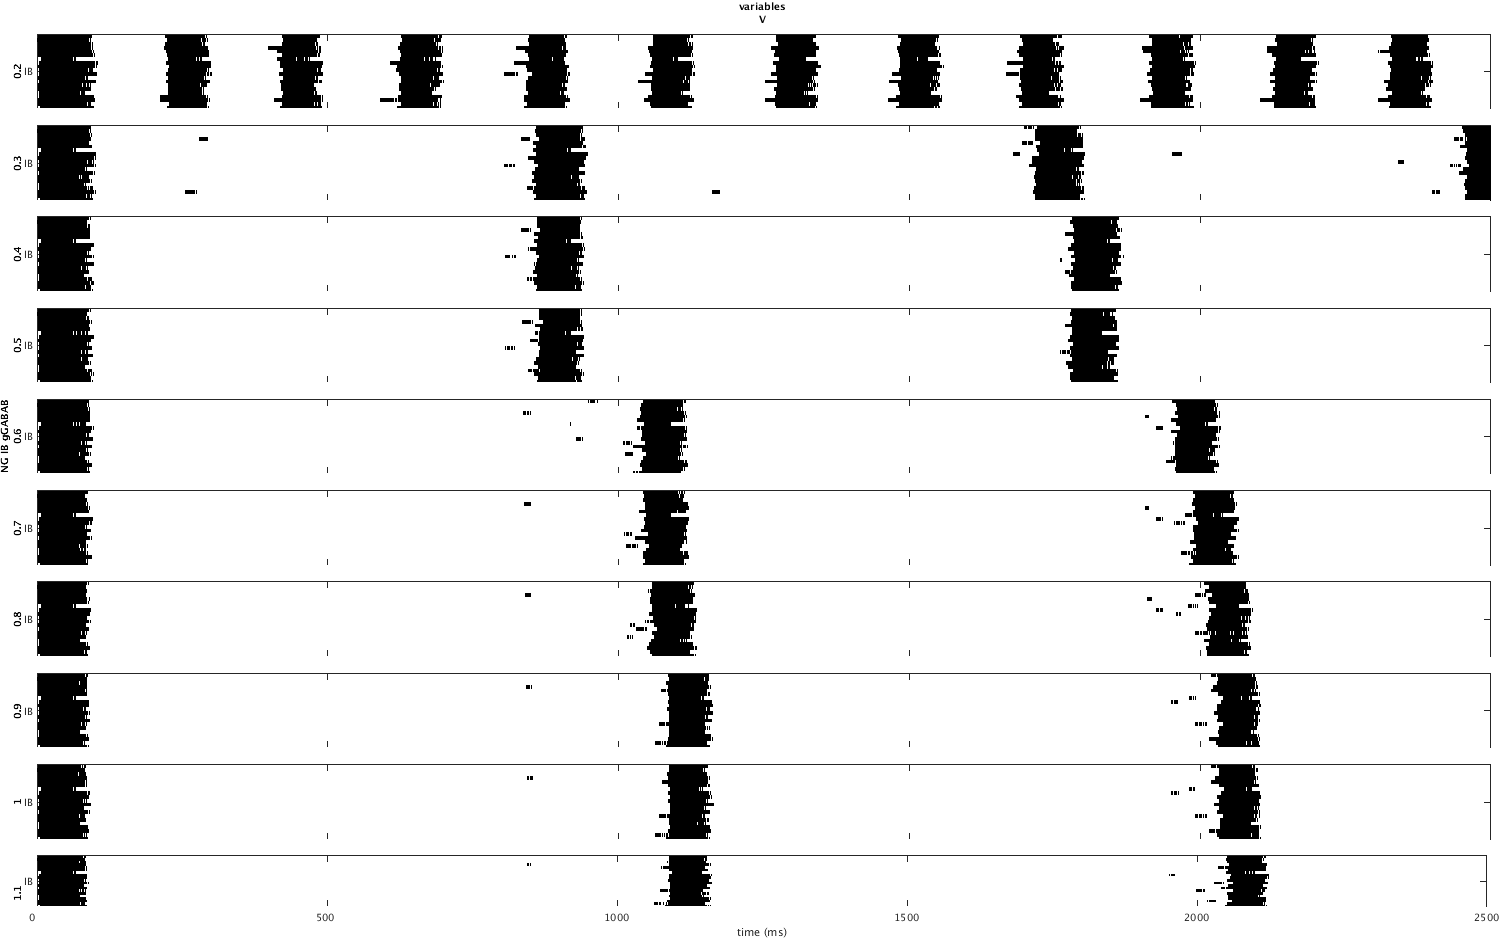 variables
V
0.2 IB
0.3 IB
0.4 IB
0.5 IB
NG IB gGABAB
0.6 IB
0.7 IB
0.8 IB
0.9 IB
1 IB
1.1 IB
0 500 1000 1500 2000 2500
time (ms)